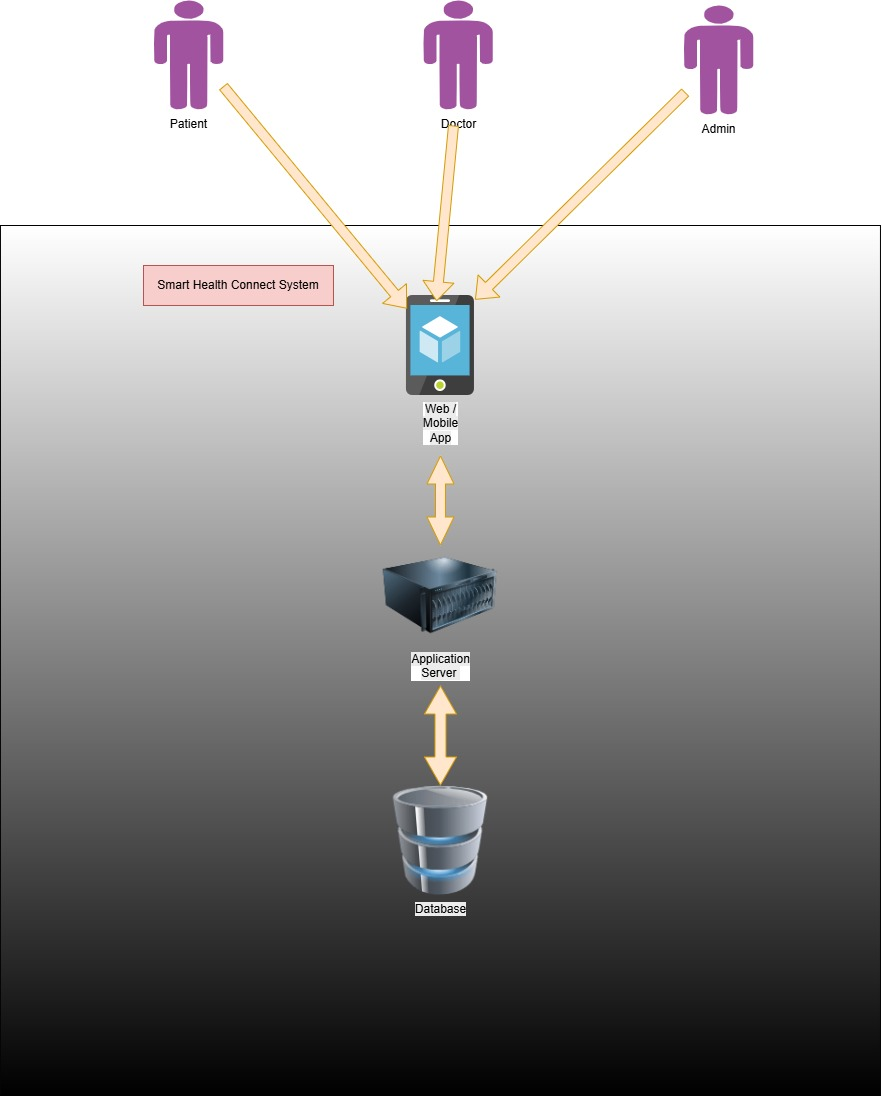 Patient
Doctor
Admin
Smart Health Connect System
Web /
Mobile
App
Application
Server
Database